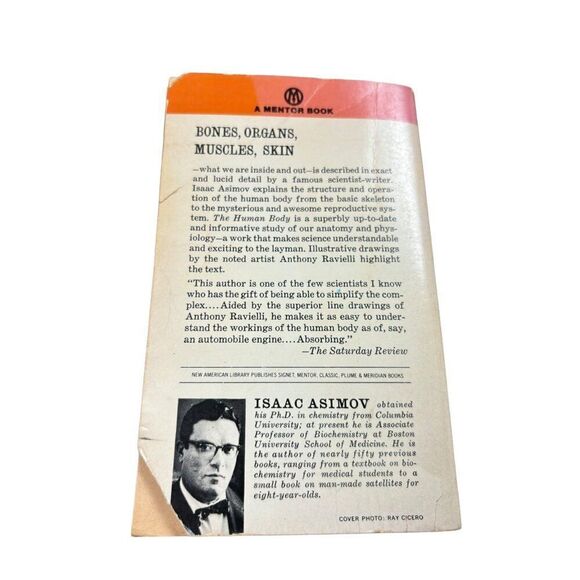 M
A MENTOR BOOK
BONES, ORGANS,
MUSCLES, SKIN
—what we are inside and out—is described in exact
and lucid detail by a famous scientist-writer.
Isaac Asimov explains the structure and opera-
tion of the human body from the basic skeleton
to the mysterious and awesome reproductive sys-
tem. The Human Body is a superbly up-to-date
and informative study of our anatomy and phys-
iology—a work that makes science understandable
and exciting to the layman. Illustrative drawings
by the noted artist Anthony Ravielli highlight
the text.
"This author is one of the few scientists I know
who has the gift of being able to simplify the com-
plex....Aided by the superior line drawings of
Anthony Ravielli, he makes it as easy to under-
stand the workings of the human body as of, say,
an automobile engine....Absorbing."
—The Saturday Review
NEW AMERICAN LIBRARY PUBLISHES SIGNET, MENTOR, CLASSIC, PLUME & MERIDIAN BOOKS
ISAAC ASIMOV obtained
his Ph.D. in chemistry from Columbia
University; at present he is Associate
Professor of Biochemistry at Boston
University School of Medicine. He is
the author of nearly fifty previous
books, ranging from a textbook on bio-
chemistry for medical students to a
small book on man-made satellites for
eight-year-olds.
COVER PHOTO: RAY CICERO